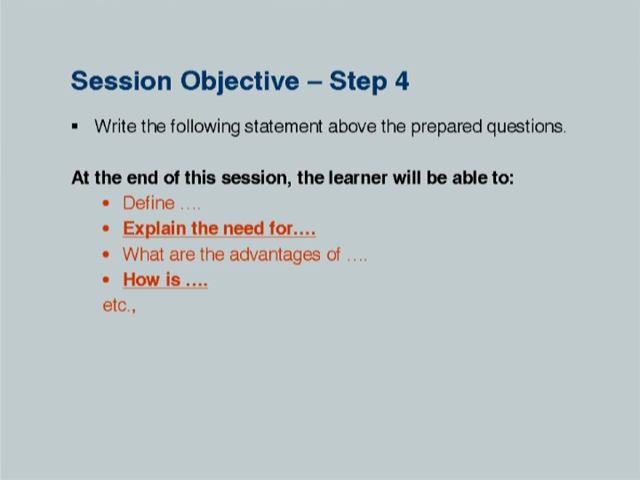 Session Objective – Step 4
▪ Write the following statement above the prepared questions.
At the end of this session, the learner will be able to:
• Define ….
• Explain the need for….
• What are the advantages of ….
• How is ….
etc.,